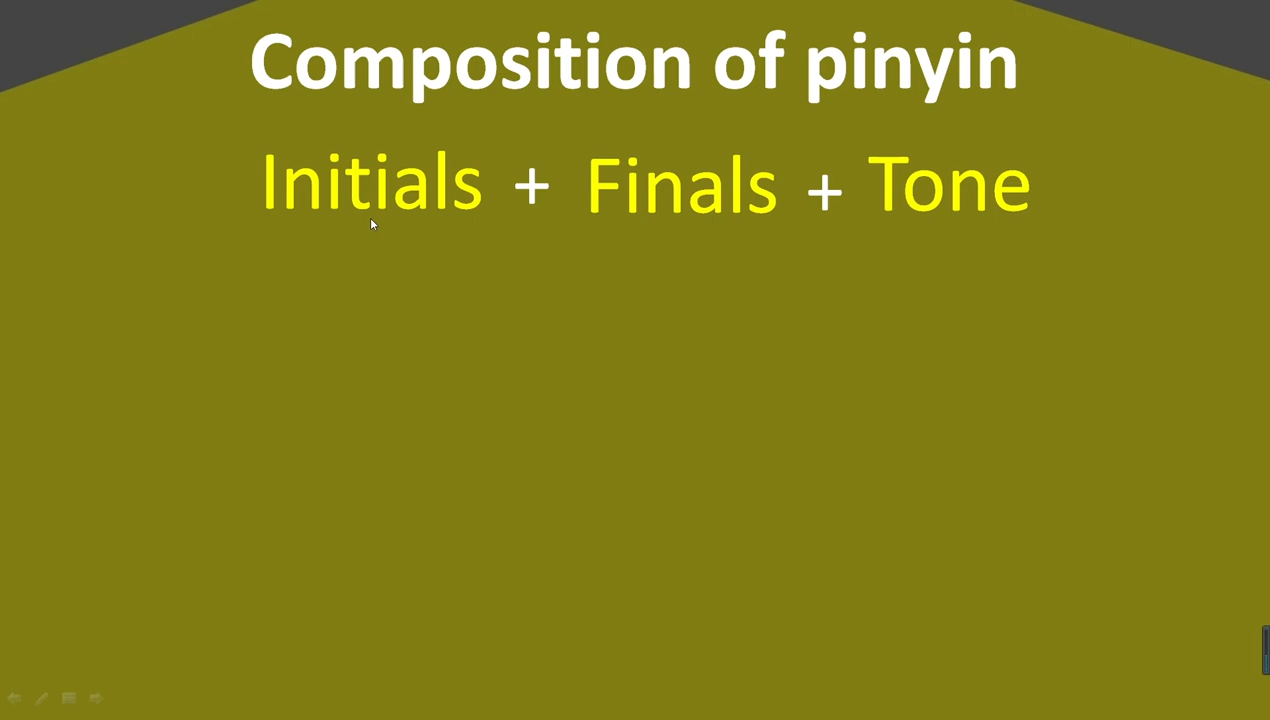 Composition of pinyin
Initials + Finals + Tone